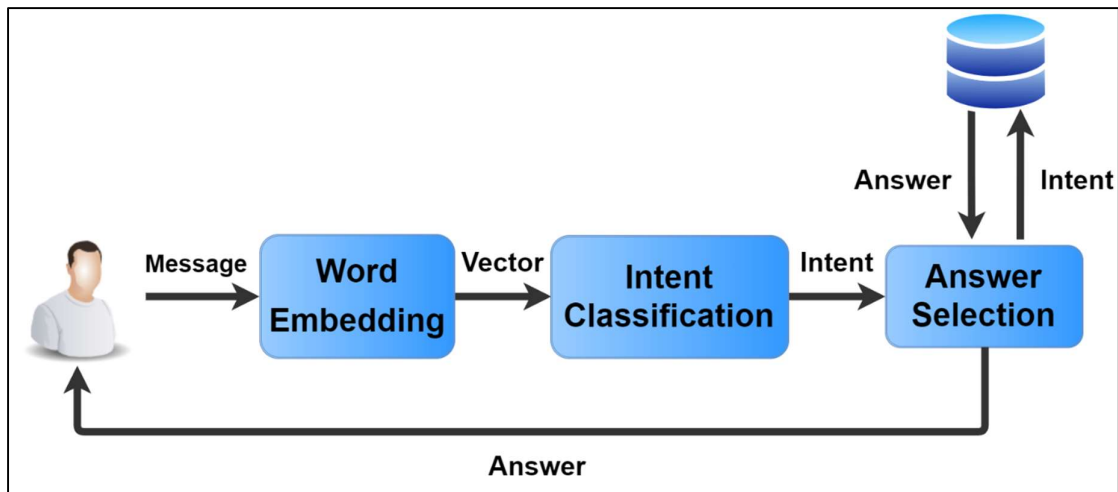 Answer
Intent
Message
Word
Embedding
Vector
Intent
Classification
Intent
Answer
Selection
Answer